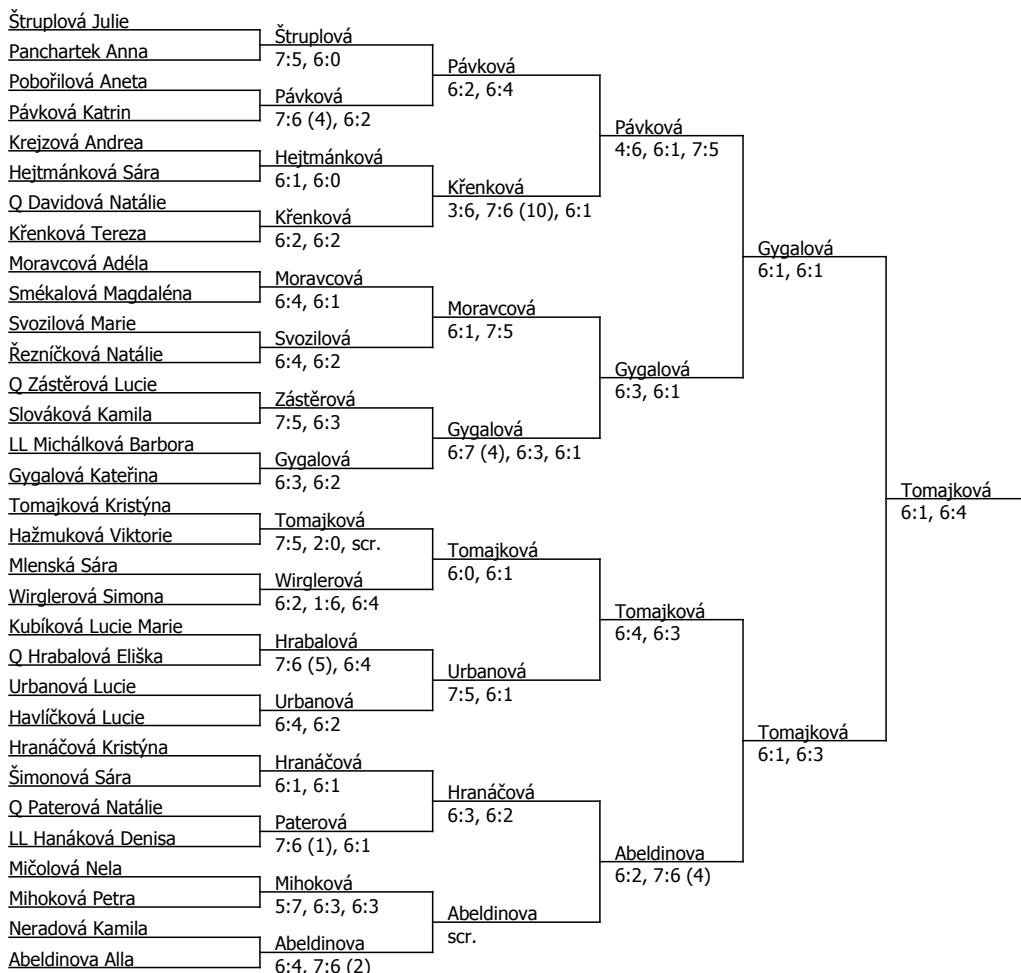 Štruplová Julie
Panchartek Anna
Pobořilová Aneta
Pávková Katrin
Krejzová Andrea
Hejtmánková Sára
Q Davidová Natálie
Křenková Tereza
Moravcová Adéla
Smékalová Magdaléna
Svozilová Marie
Řezníčková Natálie
Q Zástěrová Lucie
Slováková Kamila
LL Michálková Barbora
Gygalová Kateřina
Tomajková Kristýna
Hažmuková Viktorie
Mlenská Sára
Wirglerová Simona
Kubíková Lucie Marie
Q Hrabalová Eliška
Urbanová Lucie
Havlíčková Lucie
Hranáčová Kristýna
Šimonová Sára
Q Paterová Natálie
LL Hanáková Denisa
Mičolová Nela
Mihoková Petra
Neradová Kamila
Abeldinova Alla
Štruplová
7:5, 6:0
Pávková
7:6 (4), 6:2
Hejtmánková
6:1, 6:0
Křenková
6:2, 6:2
Moravcová
6:4, 6:1
Svozilová
6:4, 6:2
Zástěrová
7:5, 6:3
Gygalová
6:3, 6:2
Tomajková
7:5, 2:0, scr.
Wirglerová
6:2, 1:6, 6:4
Hrabalová
7:6 (5), 6:4
Urbanová
6:4, 6:2
Hranáčová
6:1, 6:1
Paterová
7:6 (1), 6:1
Mihoková
5:7, 6:3, 6:3
Abeldinova
6:4, 7:6 (2)
Pávková
6:2, 6:4
Křenková
3:6, 7:6 (10), 6:1
Moravcová
6:1, 7:5
Gygalová
6:7 (4), 6:3, 6:1
Tomajková
6:0, 6:1
Urbanová
7:5, 6:1
Hranáčová
6:3, 6:2
Abeldinova
scr.
Pávková
4:6, 6:1, 7:5
Gygalová
6:3, 6:1
Tomajková
6:4, 6:3
Abeldinova
6:2, 7:6 (4)
Gygalová
6:1, 6:1
Tomajková
6:1, 6:3
Tomajková
6:1, 6:4